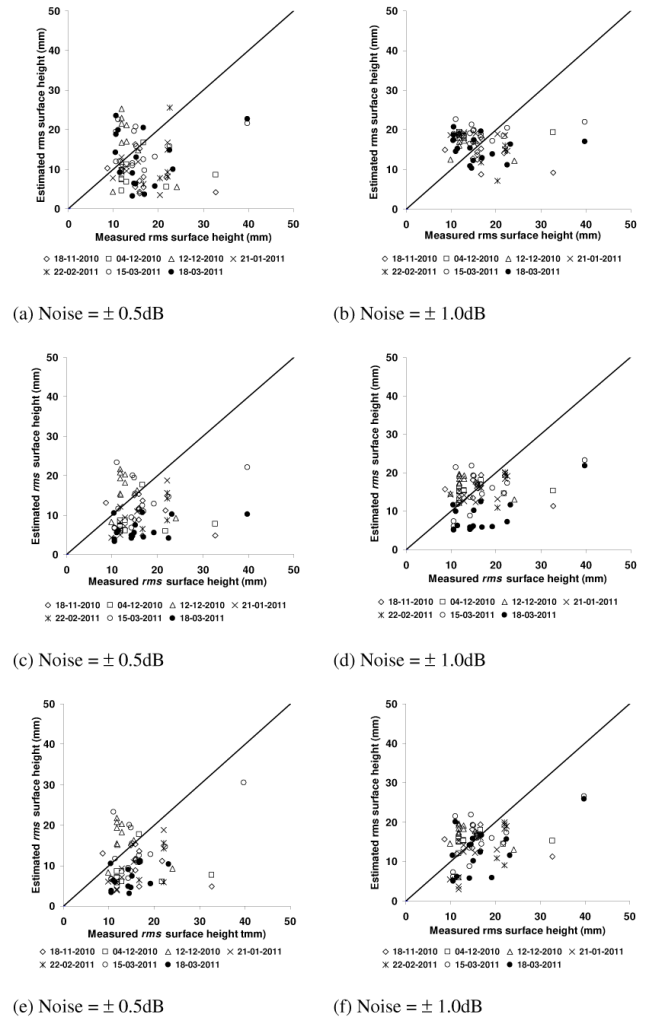 50
40
30
20
10
0
Estimated rms surface height (mm)
0 10 20 30 40 50
Measured rms surface height (mm)
◇ 18-11-2010 □ 04-12-2010 △ 12-12-2010 × 21-01-2011
ж 22-02-2011 ○ 15-03-2011 ● 18-03-2011
(a) Noise = ± 0.5dB
50
40
30
20
10
0
Estimated rms surface height (mm)
0 10 20 30 40 50
Measured rms surface height (mm)
◇ 18-11-2010 □ 04-12-2010 △ 12-12-2010 × 21-01-2011
ж 22-02-2011 ○ 15-03-2011 ● 18-03-2011
(b) Noise = ± 1.0dB
50
40
30
20
10
0
Estimated rms surface height (mm)
0 10 20 30 40 50
Measured rms surface height (mm)
◇ 18-11-2010 □ 04-12-2010 △ 12-12-2010 × 21-01-2011
ж 22-02-2011 ○ 15-03-2011 ● 18-03-2011
(c) Noise = ± 0.5dB
50
40
30
20
10
0
Estimated rms surface height (mm)
0 10 20 30 40 50
Measured rms surface height (mm)
◇ 18-11-2010 □ 04-12-2010 △ 12-12-2010 × 21-01-2011
ж 22-02-2011 ○ 15-03-2011 ● 18-03-2011
(d) Noise = ± 1.0dB
50
40
30
20
10
0
Estimated rms surface height (mm)
0 10 20 30 40 50
Measured rms surface height tmm)
◇ 18-11-2010 □ 04-12-2010 △ 12-12-2010 × 21-01-2011
ж 22-02-2011 ○ 15-03-2011 ● 18-03-2011
(e) Noise = ± 0.5dB
50
40
30
20
10
0
Estimated rms surface height (mm)
0 10 20 30 40 50
Measured rms surface height (mm)
◇ 18-11-2010 □ 04-12-2010 △ 12-12-2010 × 21-01-2011
ж 22-02-2011 ○ 15-03-2011 ● 18-03-2011
(f) Noise = ± 1.0dB